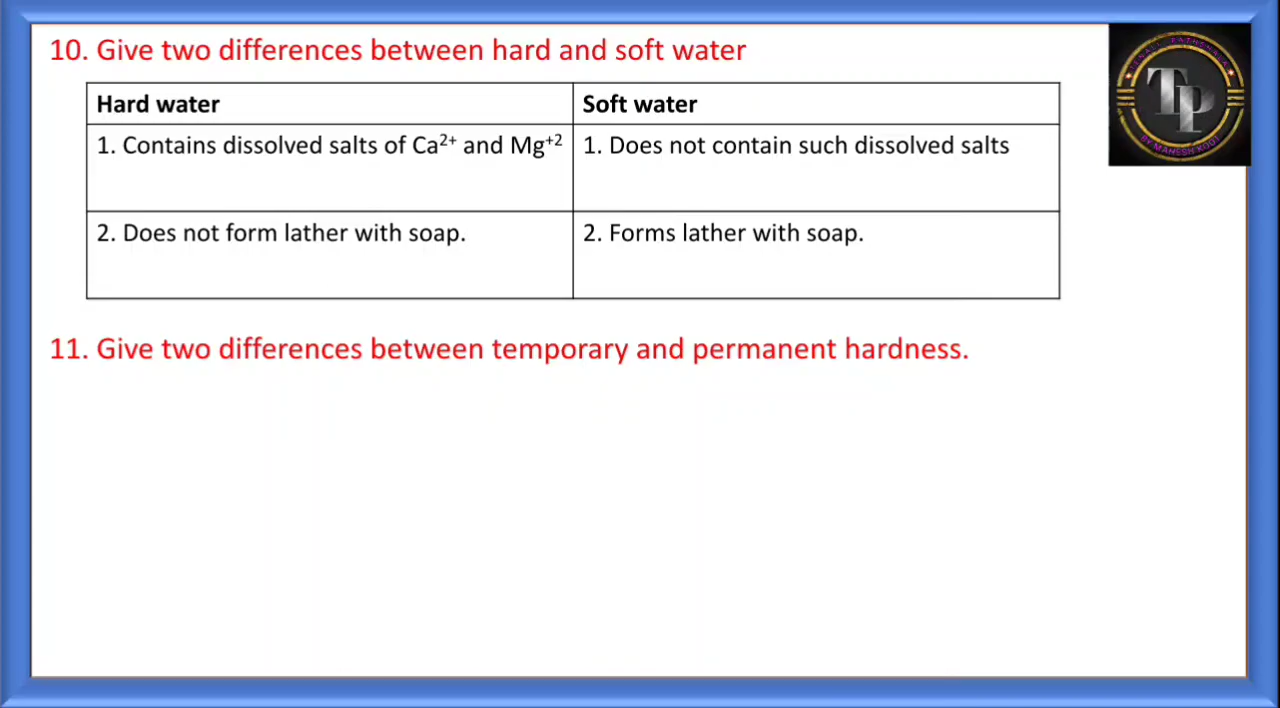 10. Give two differences between hard and soft water
Hard water
Soft water
1. Contains dissolved salts of Ca²⁺ and Mg⁺²
1. Does not contain such dissolved salts
2. Does not form lather with soap.
2. Forms lather with soap.
11. Give two differences between temporary and permanent hardness.
TP